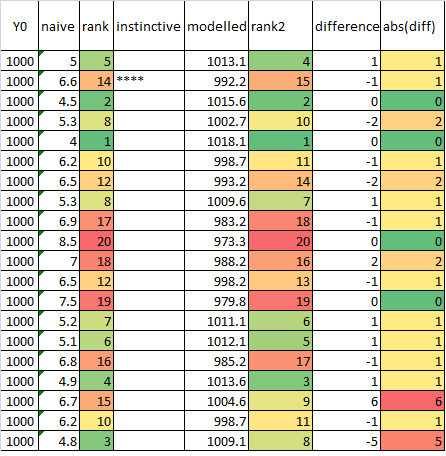 Y0 naive rank instinctive modelled rank2 difference abs(diff)
1000 5 5 1013.1 4 1 1
1000 6.6 14 **** 992.2 15 -1 1
1000 4.5 2 1015.6 2 0 0
1000 5.3 8 1002.7 10 -2 2
1000 4 1 1018.1 1 0 0
1000 6.2 10 998.7 11 -1 1
1000 6.5 12 993.2 14 -2 2
1000 5.3 8 1009.6 7 1 1
1000 6.9 17 983.2 18 -1 1
1000 8.5 20 973.3 20 0 0
1000 7 18 988.2 16 2 2
1000 6.5 12 998.2 13 -1 1
1000 7.5 19 979.8 19 0 0
1000 5.2 7 1011.1 6 1 1
1000 5.1 6 1012.1 5 1 1
1000 6.8 16 985.2 17 -1 1
1000 4.9 4 1013.6 3 1 1
1000 6.7 15 1004.6 9 6 6
1000 6.2 10 998.7 11 -1 1
1000 4.8 3 1009.1 8 -5 5